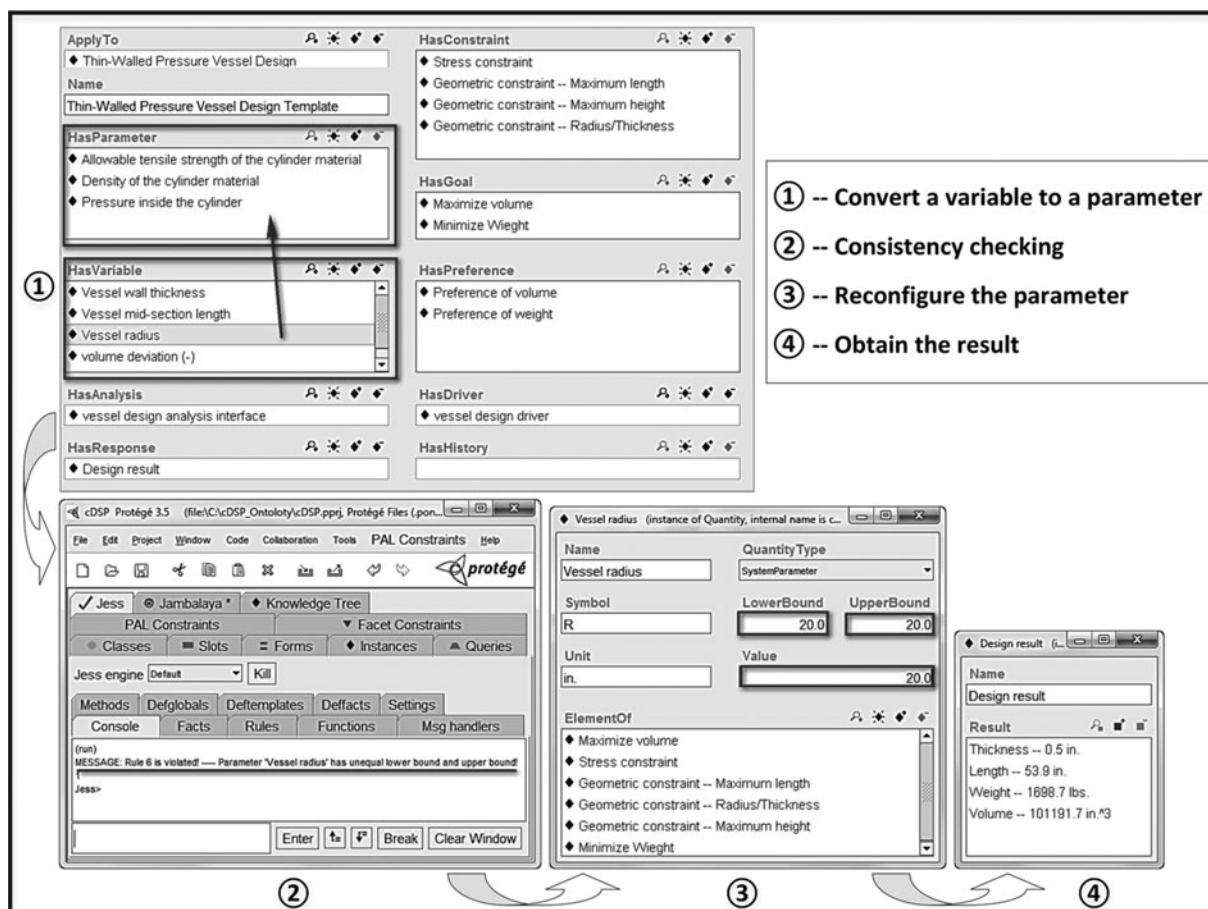 ApplyTo
Thin-Walled Pressure Vessel Design
Name
Thin-Walled Pressure Vessel Design Template
HasParameter
Allowable tensile strength of the cylinder material
Density of the cylinder material
Pressure inside the cylinder
① HasVariable
Vessel wall thickness
Vessel mid-section length
Vessel radius
volume deviation (-)
HasAnalysis
vessel design analysis interface
HasResponse
Design result
HasConstraint
Stress constraint
Geometric constraint -- Maximum length
Geometric constraint -- Maximum height
Geometric constraint -- Radius/Thickness
HasGoal
Maximize volume
Minimize Wieght
HasPreference
Preference of volume
Preference of weight
HasDriver
vessel design driver
HasHistory
① -- Convert a variable to a parameter
② -- Consistency checking
③ -- Reconfigure the parameter
④ -- Obtain the result
cDSP Protégé 3.5 (file:\C:\cDSP_Ontoloty\cDSP.pprj, Protégé Files (.pon...
File Edit Project Window Code Collaboration Tools PAL Constraints Help
protégé
Jess Jambalaya * Knowledge Tree
PAL Constraints Facet Constraints
Classes Slots Forms Instances Queries
Jess engine Default Kill
Methods Defglobals Deftemplates Deffacts Settings
Console Facts Rules Functions Msg handlers
(run)
MESSAGE: Rule 6 is violated! ---- Parameter 'Vessel radius' has unequal lower bound and upper bound!
1
Jess>
Enter Break Clear Window
②
Vessel radius (instance of Quantity, internal name is c...
Name QuantityType
Vessel radius SystemParameter
Symbol LowerBound UpperBound
R 20.0 20.0
Unit Value
in. 20.0
ElementOf
Maximize volume
Stress constraint
Geometric constraint -- Maximum length
Geometric constraint -- Radius/Thickness
Geometric constraint -- Maximum height
Minimize Wieght
③
Design result (i...
Name
Design result
Result
Thickness -- 0.5 in.
Length -- 53.9 in.
Weight -- 1698.7 lbs.
Volume -- 101191.7 in.^3
④